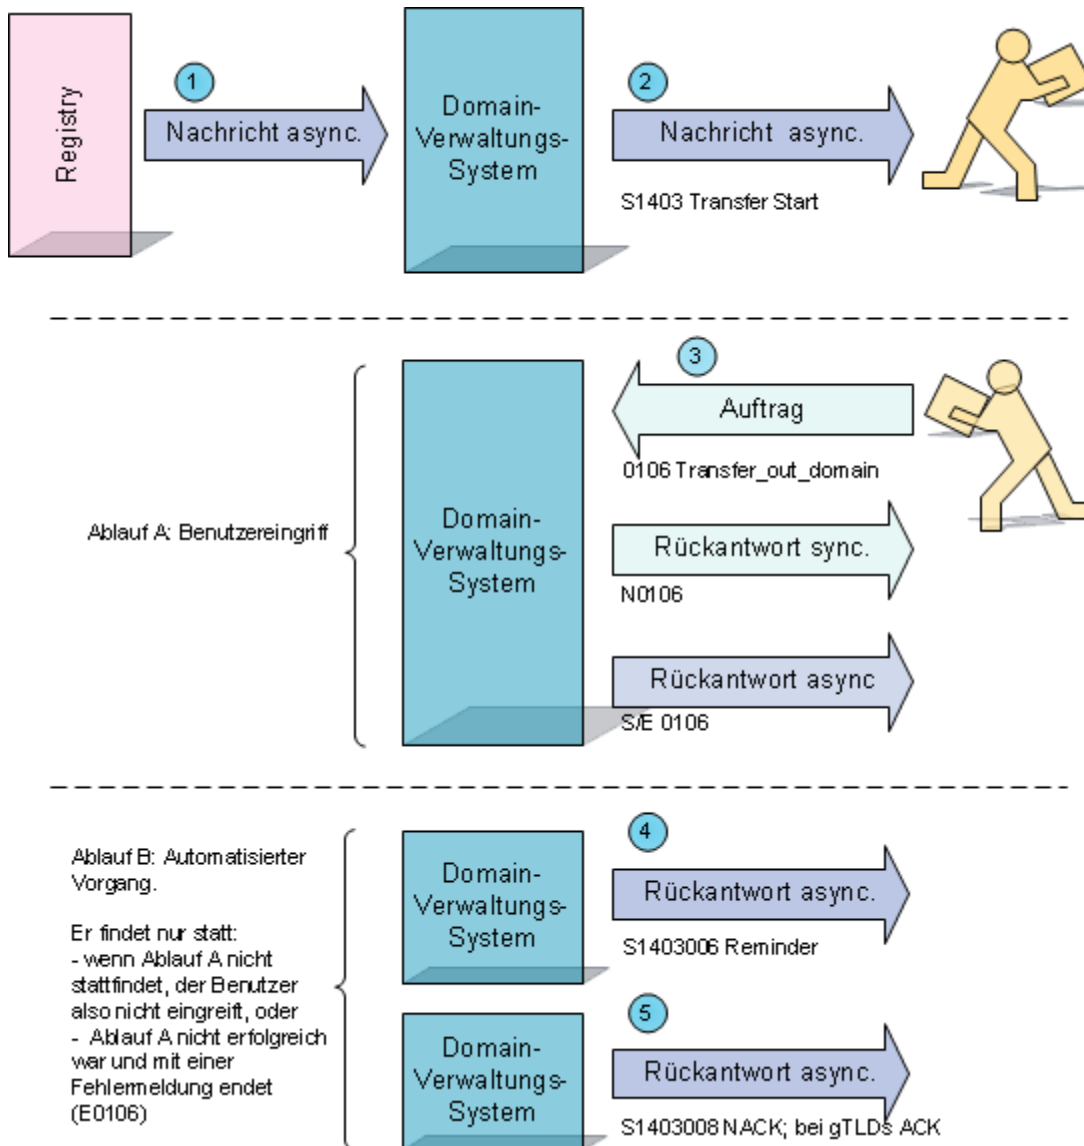 Registry
1
Nachricht async.
Domain-
Verwaltungs-
System
2
Nachricht async.
S1403 Transfer Start
3
Auftrag
0106 Transfer_out_domain
Ablauf A: Benutzereingriff
Domain-
Verwaltungs-
System
Rückantwort sync.
N0106
Rückantwort async
S/E 0106
Ablauf B: Automatisierter
Vorgang.
Er findet nur statt:
- wenn Ablauf A nicht
stattfindet, der Benutzer
also nicht eingreift, oder
- Ablauf A nicht erfolgreich
war und mit einer
Fehlermeldung endet
(E0106)
Domain-
Verwaltungs-
System
4
Rückantwort async.
S1403006 Reminder
Domain-
Verwaltungs-
System
5
Rückantwort async.
S1403008 NACK; bei gTLDs ACK